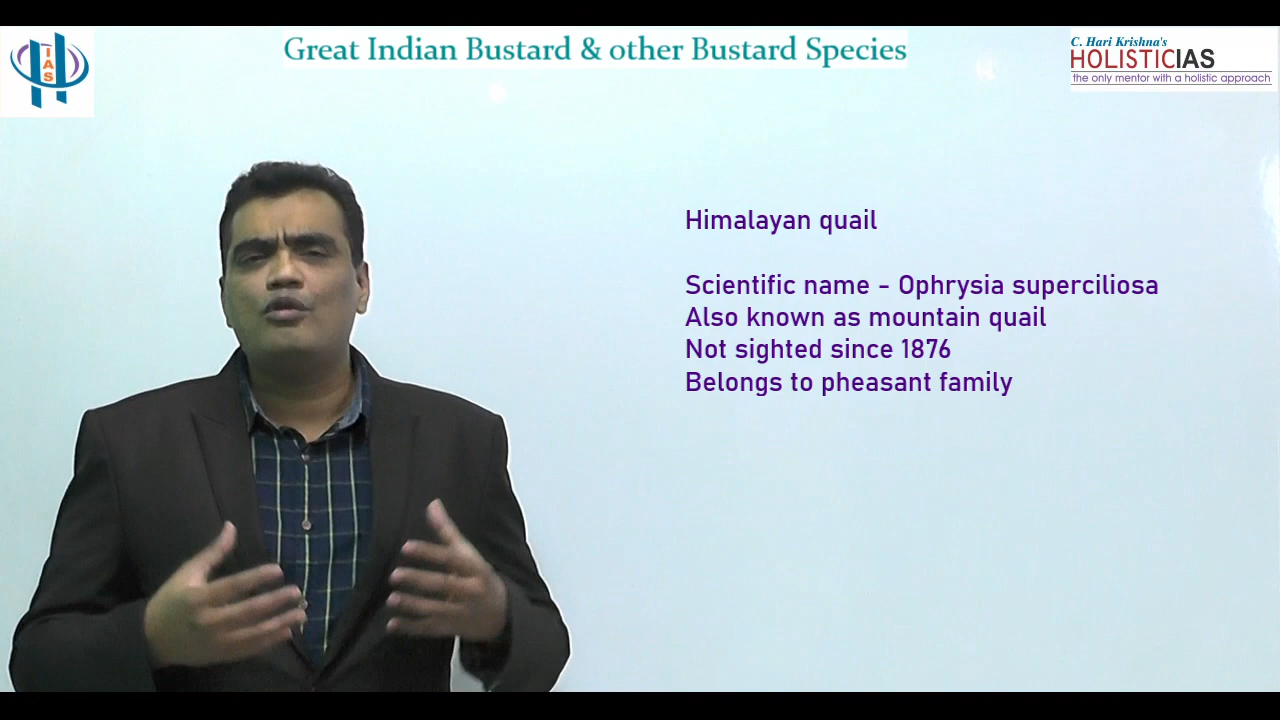 IAS
Great Indian Bustard & other Bustard Species
C. Hari Krishna's
HOLISTICIAS
the only mentor with a holistic approach
Himalayan quail
Scientific name - Ophrysia superciliosa
Also known as mountain quail
Not sighted since 1876
Belongs to pheasant family